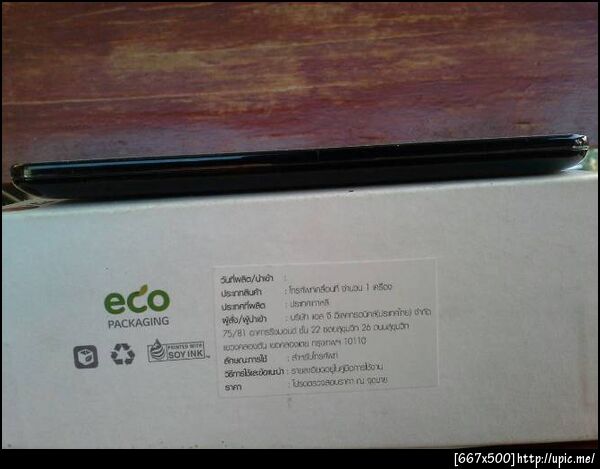 eco
PACKAGING
PRINTED WITH
SOY INK
TM
วันที่ผลิต/นำเข้า :
ประเภทสินค้า : โทรศัพท์เคลื่อนที่ จำนวน 1 เครื่อง
ประเทศที่ผลิต : ประเทศเกาหลี
ผู้สั่ง/ผู้นำเข้า : บริษัท แอล จี อีเลคทรอนิคส์(ประเทศไทย) จำกัด
75/81 อาคารริชมอนด์ ชั้น 22 ซอยสุขุมวิท 26 ถนนสุขุมวิท
แขวงคลองตัน เขตคลองเตย กรุงเทพฯ 10110
ลักษณะการใช้ : สำหรับโทรศัพท์
วิธีการใช้และข้อแนะนำ : รายละเอียดอยู่ในคู่มือการใช้งาน
ราคา : โปรดตรวจสอบราคา ณ จุดขาย
[667x500]http://upic.me/